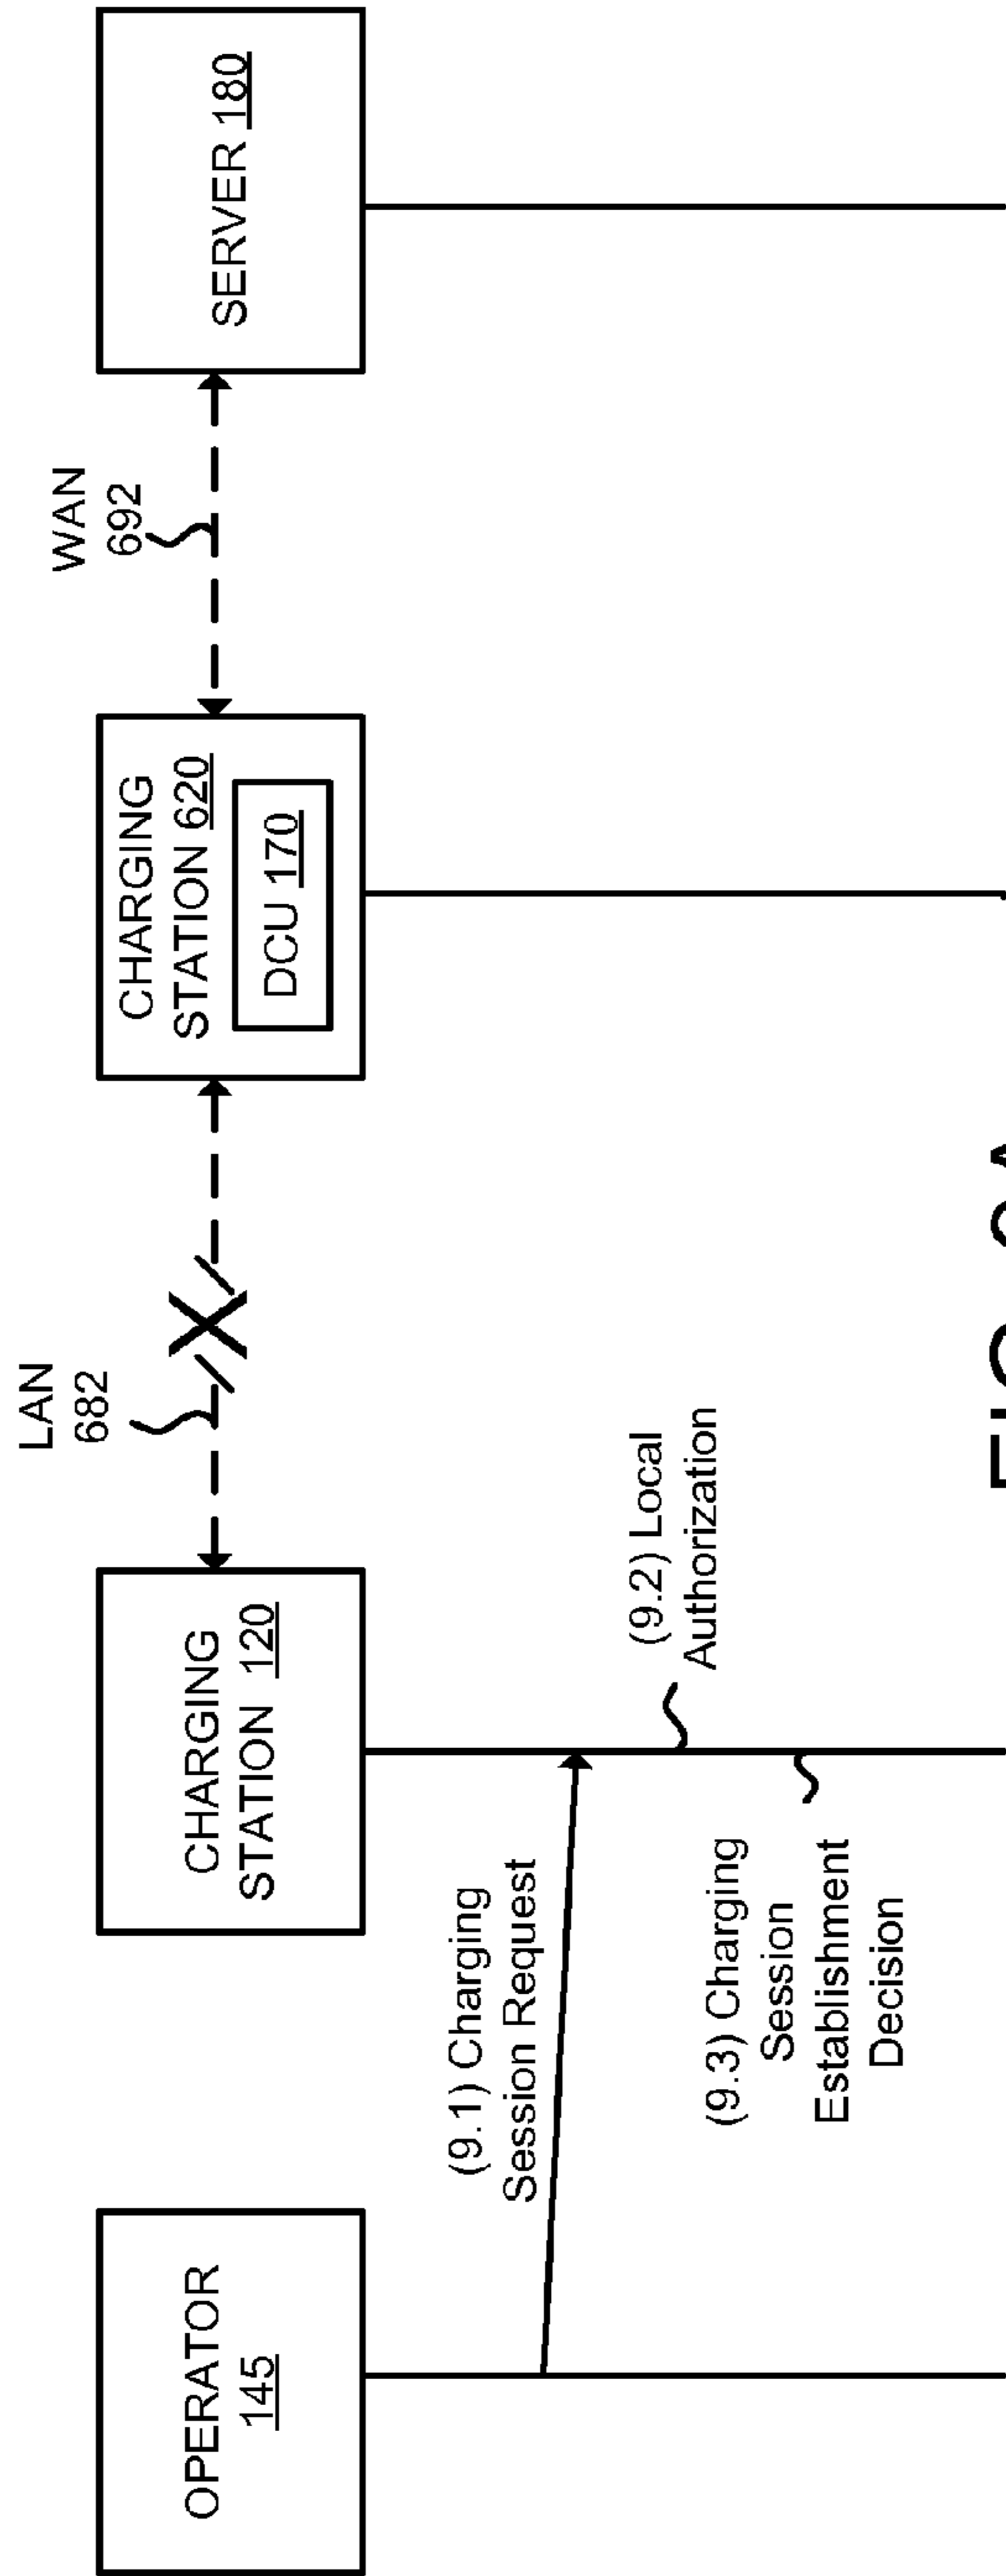 OPERATOR
145
CHARGING
STATION 120
LAN
682
CHARGING
STATION 620
DCU 170
WAN
692
SERVER 180
(9.1) Charging
Session Request
(9.2) Local
Authorization
(9.3) Charging
Session
Establishment
Decision